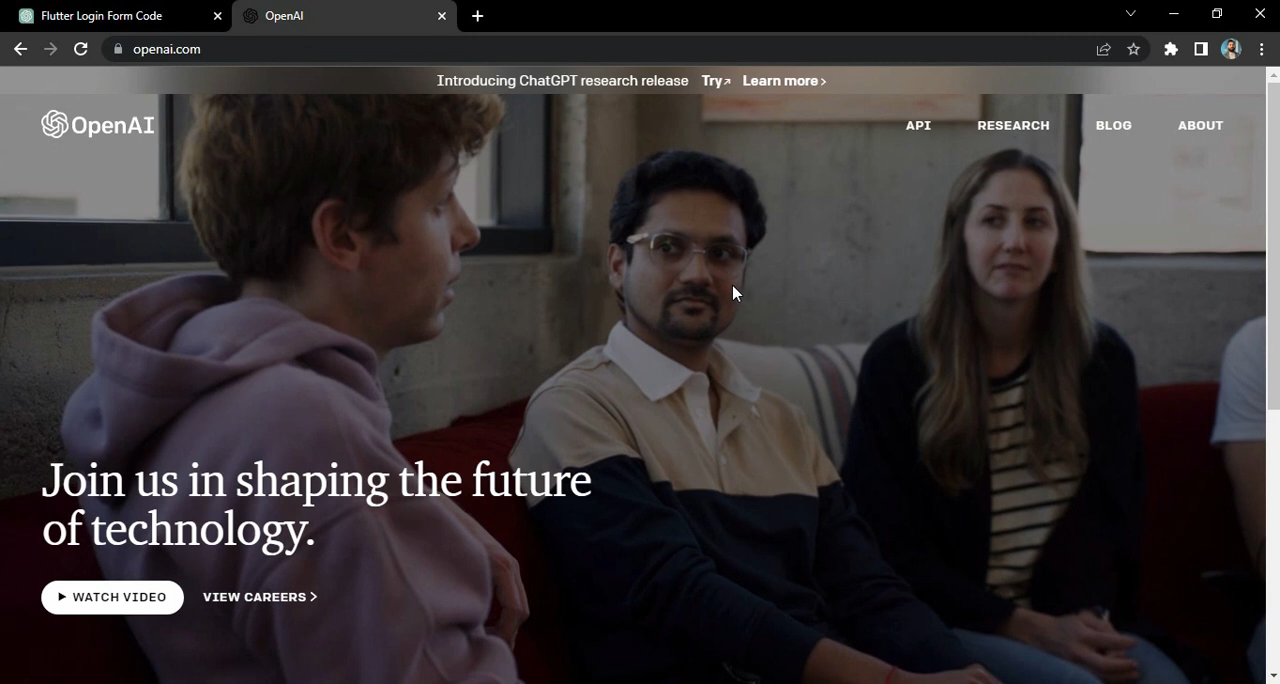 Flutter Login Form Code
OpenAI
openai.com
Introducing ChatGPT research release Try↗ Learn more >
OpenAI
API RESEARCH BLOG ABOUT
Join us in shaping the future
of technology.
WATCH VIDEO VIEW CAREERS >